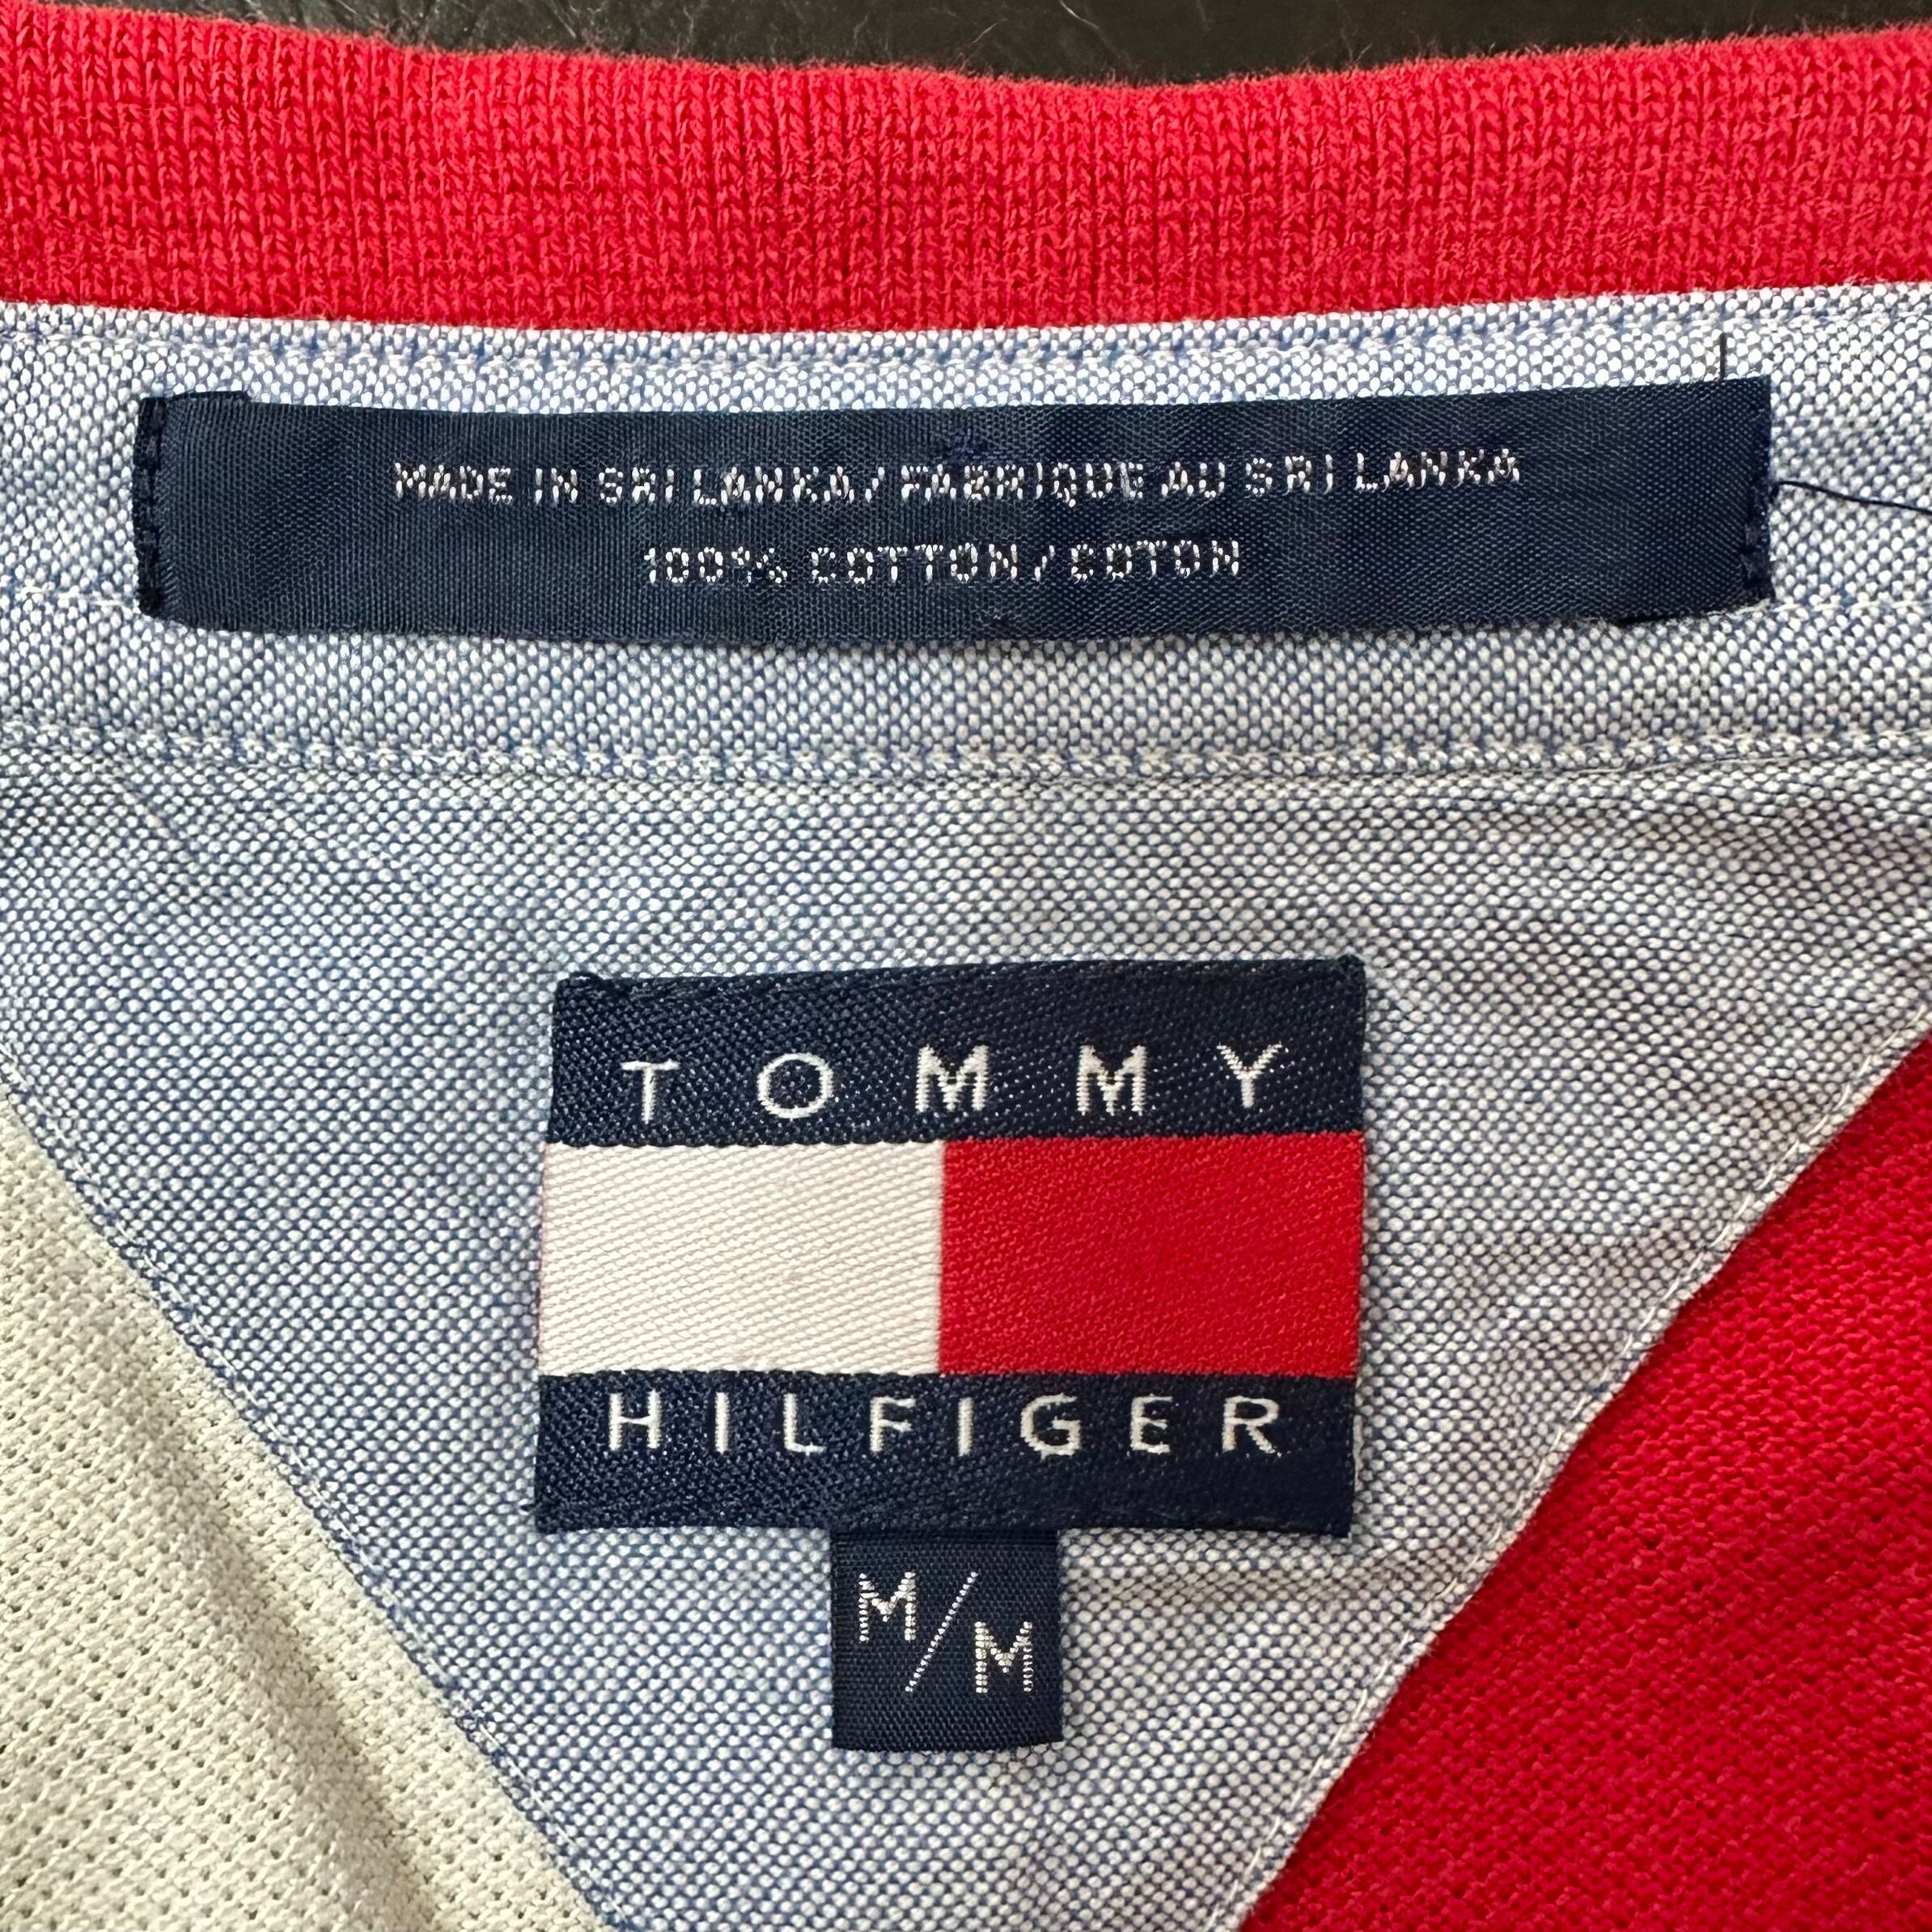 MADE IN SRI LANKA / FABRIQUE AU SRI LANKA
100% COTTON / COTON
TOMMY
HILFIGER
M/M